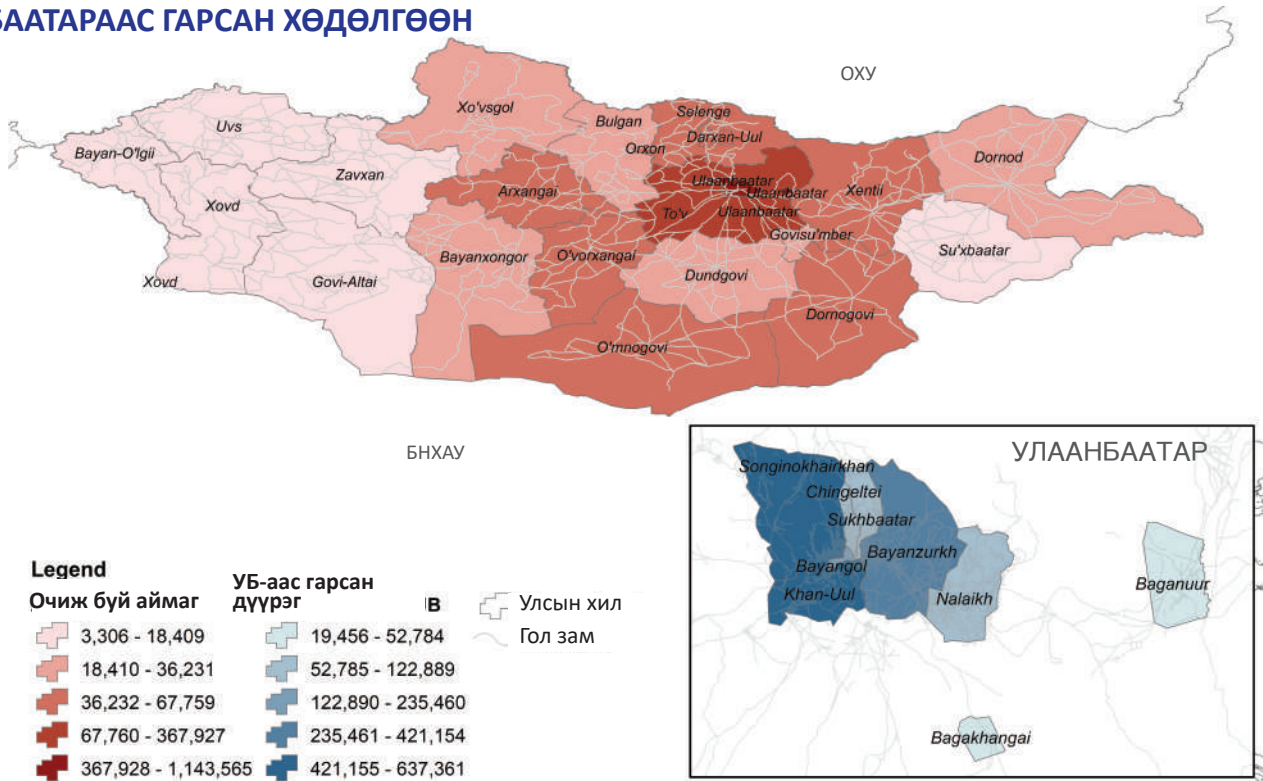 БААТАРААС ГАРСАН ХӨДӨЛГӨӨН
ОХУ
Xo'vsgol
Selenge
Bulgan
Uvs
Darxan-Uul
Orxon
Bayan-O'lgii
Dornod
Zavxan
Ulaanbaatar
Arxangai
Ulaanbaatar
Xentii
Xovd
To'v
Ulaanbaatar
Govisu'mber
Su'xbaatar
O'vorxangai
Bayanxongor
Dundgovi
Xovd
Govi-Altai
Dornogovi
O'mnogovi
БНХАУ
УЛААНБААТАР
Songinokhairkhan
Chingeltei
Sukhbaatar
Bayanzurkh
Bayangol
Baganuur
Khan-Uul
Nalaikh
Bagakhangai
Legend
Очиж буй аймаг
3,306 - 18,409
18,410 - 36,231
36,232 - 67,759
67,760 - 367,927
367,928 - 1,143,565
УБ-аас гарсан
дүүрэг
В
19,456 - 52,784
52,785 - 122,889
122,890 - 235,460
235,461 - 421,154
421,155 - 637,361
Улсын хил
Гол зам